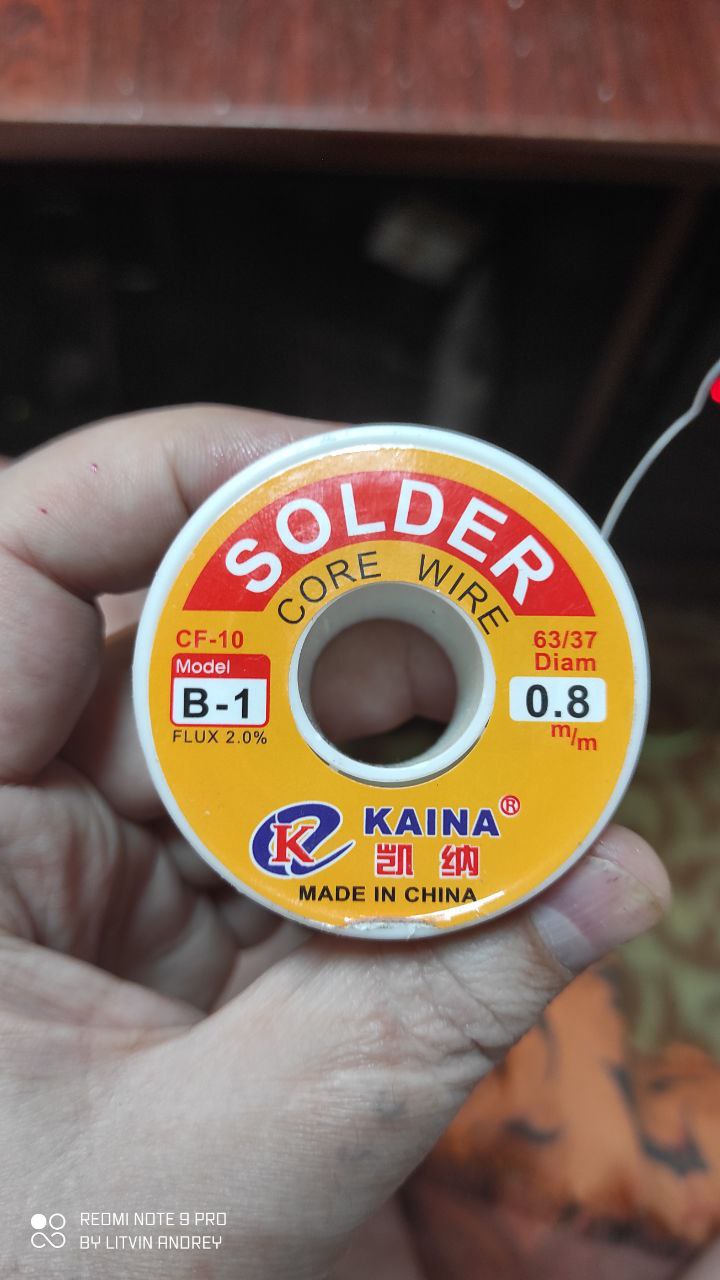 SOLDER
CORE WIRE
CF-10
Model
B-1
FLUX 2.0%
63/37
Diam
0.8
m/m
K
KAINA®
凯纳
MADE IN CHINA
REDMI NOTE 9 PRO
BY LITVIN ANDREY